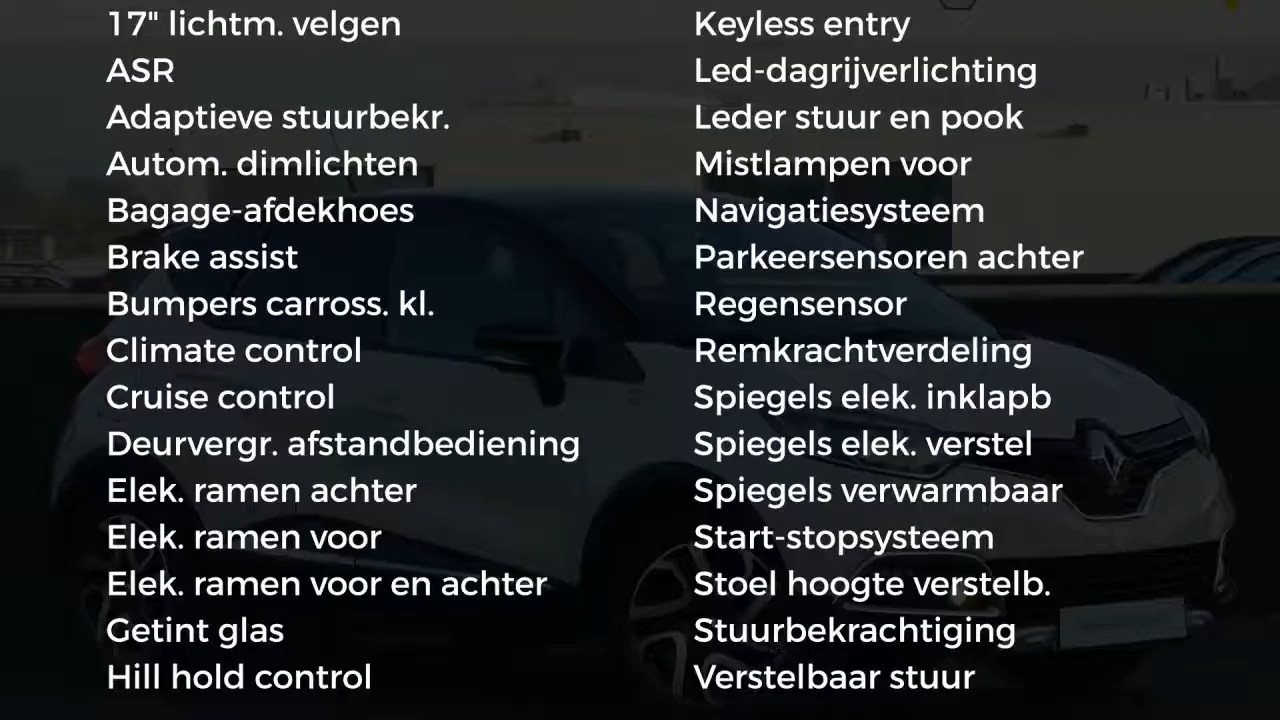 17" lichtm. velgen
ASR
Adaptieve stuurbekr.
Autom. dimlichten
Bagage-afdekhoes
Brake assist
Bumpers carross. kl.
Climate control
Cruise control
Deurvergr. afstandbediening
Elek. ramen achter
Elek. ramen voor
Elek. ramen voor en achter
Getint glas
Hill hold control
Keyless entry
Led-dagrijverlichting
Leder stuur en pook
Mistlampen voor
Navigatiesysteem
Parkeersensoren achter
Regensensor
Remkrachtverdeling
Spiegels elek. inklapb
Spiegels elek. verstel
Spiegels verwarmbaar
Start-stopsysteem
Stoel hoogte verstelb.
Stuurbekrachtiging
Verstelbaar stuur